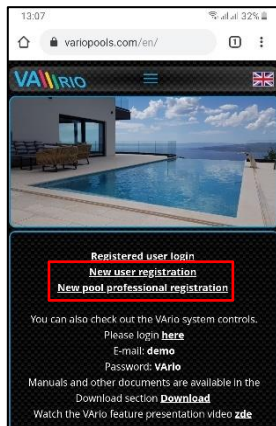 13:07
32%
variopools.com/en/
1
VArio
Registered user login
New user registration
New pool professional registration
You can also check out the VArio system controls.
Please login here
E-mail: demo
Password: VArio
Manuals and other documents are available in the
Download section Download
Watch the VArio feature presentation video zde